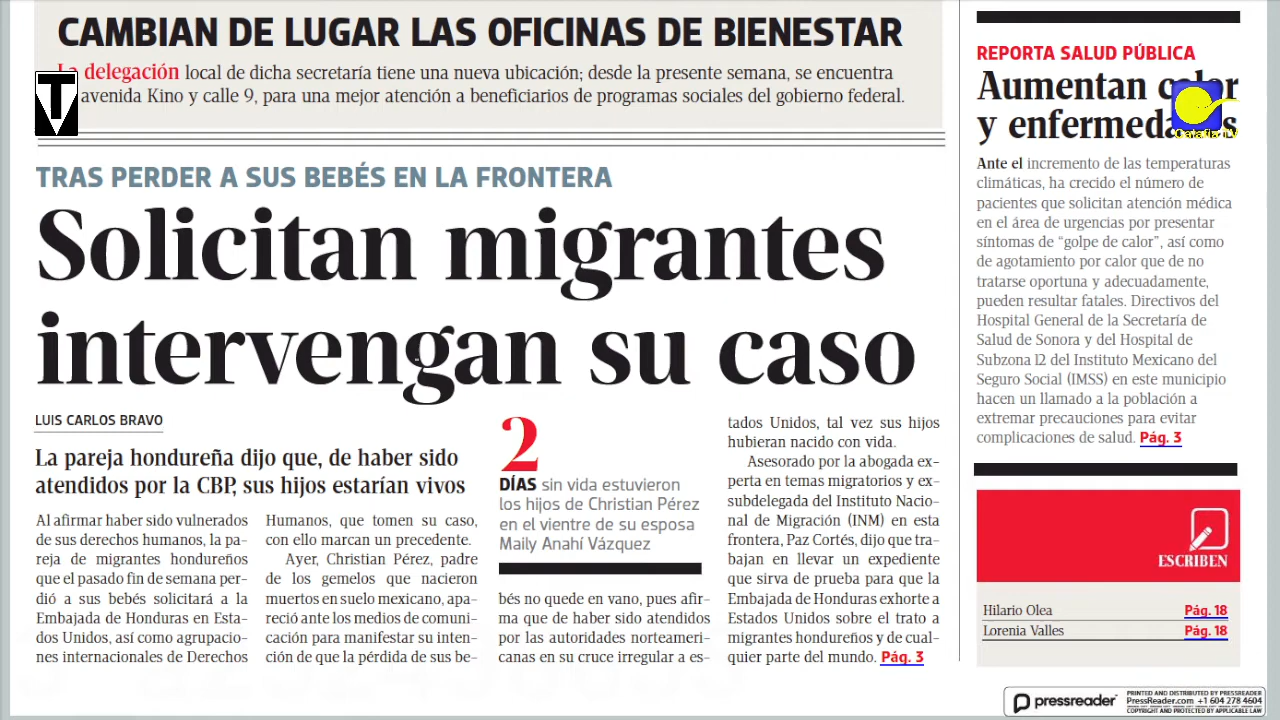 CAMBIAN DE LUGAR LAS OFICINAS DE BIENESTAR
La delegación local de dicha secretaría tiene una nueva ubicación; desde la presente semana, se encuentra
avenida Kino y calle 9, para una mejor atención a beneficiarios de programas sociales del gobierno federal.
T
TRAS PERDER A SUS BEBÉS EN LA FRONTERA
Solicitan migrantes
intervengan su caso
LUIS CARLOS BRAVO
La pareja hondureña dijo que, de haber sido
atendidos por la CBP, sus hijos estarían vivos
Al afirmar haber sido vulnerados
de sus derechos humanos, la pa-
reja de migrantes hondureños
que el pasado fin de semana per-
dió a sus bebés solicitará a la
Embajada de Honduras en Esta-
dos Unidos, así como agrupacio-
nes internacionales de Derechos
Humanos, que tomen su caso,
con ello marcan un precedente.
Ayer, Christian Pérez, padre
de los gemelos que nacieron
muertos en suelo mexicano, apa-
reció ante los medios de comuni-
cación para manifestar su inten-
ción de que la pérdida de sus be-
2
DÍAS sin vida estuvieron
los hijos de Christian Pérez
en el vientre de su esposa
Maily Anahí Vázquez
bés no quede en vano, pues afir-
ma que de haber sido atendidos
por las autoridades norteameri-
canas en su cruce irregular a es-
tados Unidos, tal vez sus hijos
hubieran nacido con vida.
Asesorado por la abogada ex-
perta en temas migratorios y ex-
subdelegada del Instituto Nacio-
nal de Migración (INM) en esta
frontera, Paz Cortés, dijo que tra-
bajan en llevar un expediente
que sirva de prueba para que la
Embajada de Honduras exhorte a
Estados Unidos sobre el trato a
migrantes hondureños y de cual-
quier parte del mundo. Pág. 3
REPORTA SALUD PÚBLICA
Aumentan calor
y enfermedades
Ante el incremento de las temperaturas
climáticas, ha crecido el número de
pacientes que solicitan atención médica
en el área de urgencias por presentar
síntomas de “golpe de calor”, así como
de agotamiento por calor que de no
tratarse oportuna y adecuadamente,
pueden resultar fatales. Directivos del
Hospital General de la Secretaría de
Salud de Sonora y del Hospital de
Subzona 12 del Instituto Mexicano del
Seguro Social (IMSS) en este municipio
hacen un llamado a la población a
extremar precauciones para evitar
complicaciones de salud. Pág. 3
ESCRIBEN
Hilario Olea Pág. 18
Lorenia Valles Pág. 18
pressreader
PRINTED AND DISTRIBUTED BY PRESSREADER
PressReader.com +1 604 278 4604
COPYRIGHT AND PROTECTED BY APPLICABLE LAW